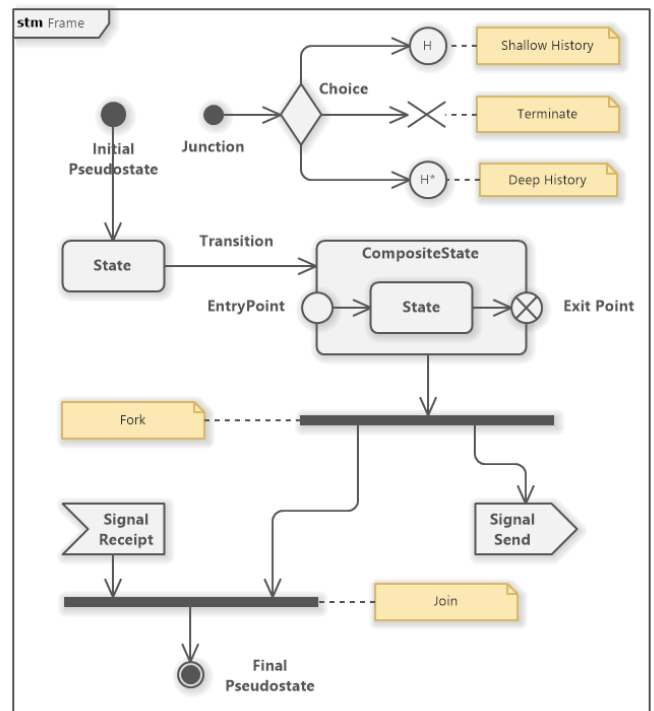 stm Frame
H
Shallow History
Choice
Terminate
Junction
Initial
Pseudostate
H*
Deep History
Transition
State
CompositeState
EntryPoint
State
Exit Point
Fork
Signal
Receipt
Signal
Send
Join
Final
Pseudostate